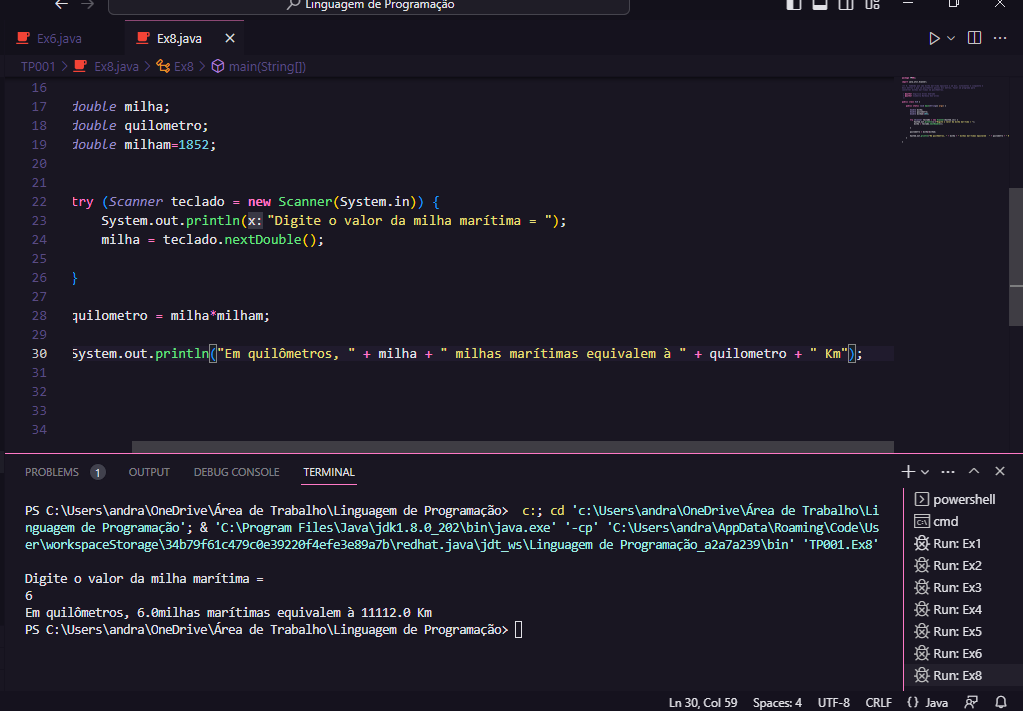 Linguagem de Programação
Ex6.java
Ex8.java
TP001 > Ex8.java > Ex8 > main(String[])
16
17 double milha;
18 double quilometro;
19 double milham=1852;
20
21
22 try (Scanner teclado = new Scanner(System.in)) {
23 System.out.println(x: "Digite o valor da milha marítima = ");
24 milha = teclado.nextDouble();
25
26 }
27
28 quilometro = milha*milham;
29
30 System.out.println("Em quilômetros, " + milha + " milhas marítimas equivalem à " + quilometro + " Km");
31
32
33
34
PROBLEMS 1 OUTPUT DEBUG CONSOLE TERMINAL
PS C:\Users\andra\OneDrive\Área de Trabalho\Linguagem de Programação> c:; cd 'c:\Users\andra\OneDrive\Área de Trabalho\Li
nguagem de Programação'; & 'C:\Program Files\Java\jdk1.8.0_202\bin\java.exe' '-cp' 'C:\Users\andra\AppData\Roaming\Code\Us
er\workspaceStorage\34b79f61c479c0e39220f4efe3e89a7b\redhat.java\jdt_ws\Linguagem de Programação_a2a7a239\bin' 'TP001.Ex8'
Digite o valor da milha marítima =
6
Em quilômetros, 6.0milhas marítimas equivalem à 11112.0 Km
PS C:\Users\andra\OneDrive\Área de Trabalho\Linguagem de Programação>
powershell
cmd
Run: Ex1
Run: Ex2
Run: Ex3
Run: Ex4
Run: Ex5
Run: Ex6
Run: Ex8
Ln 30, Col 59 Spaces: 4 UTF-8 CRLF {} Java